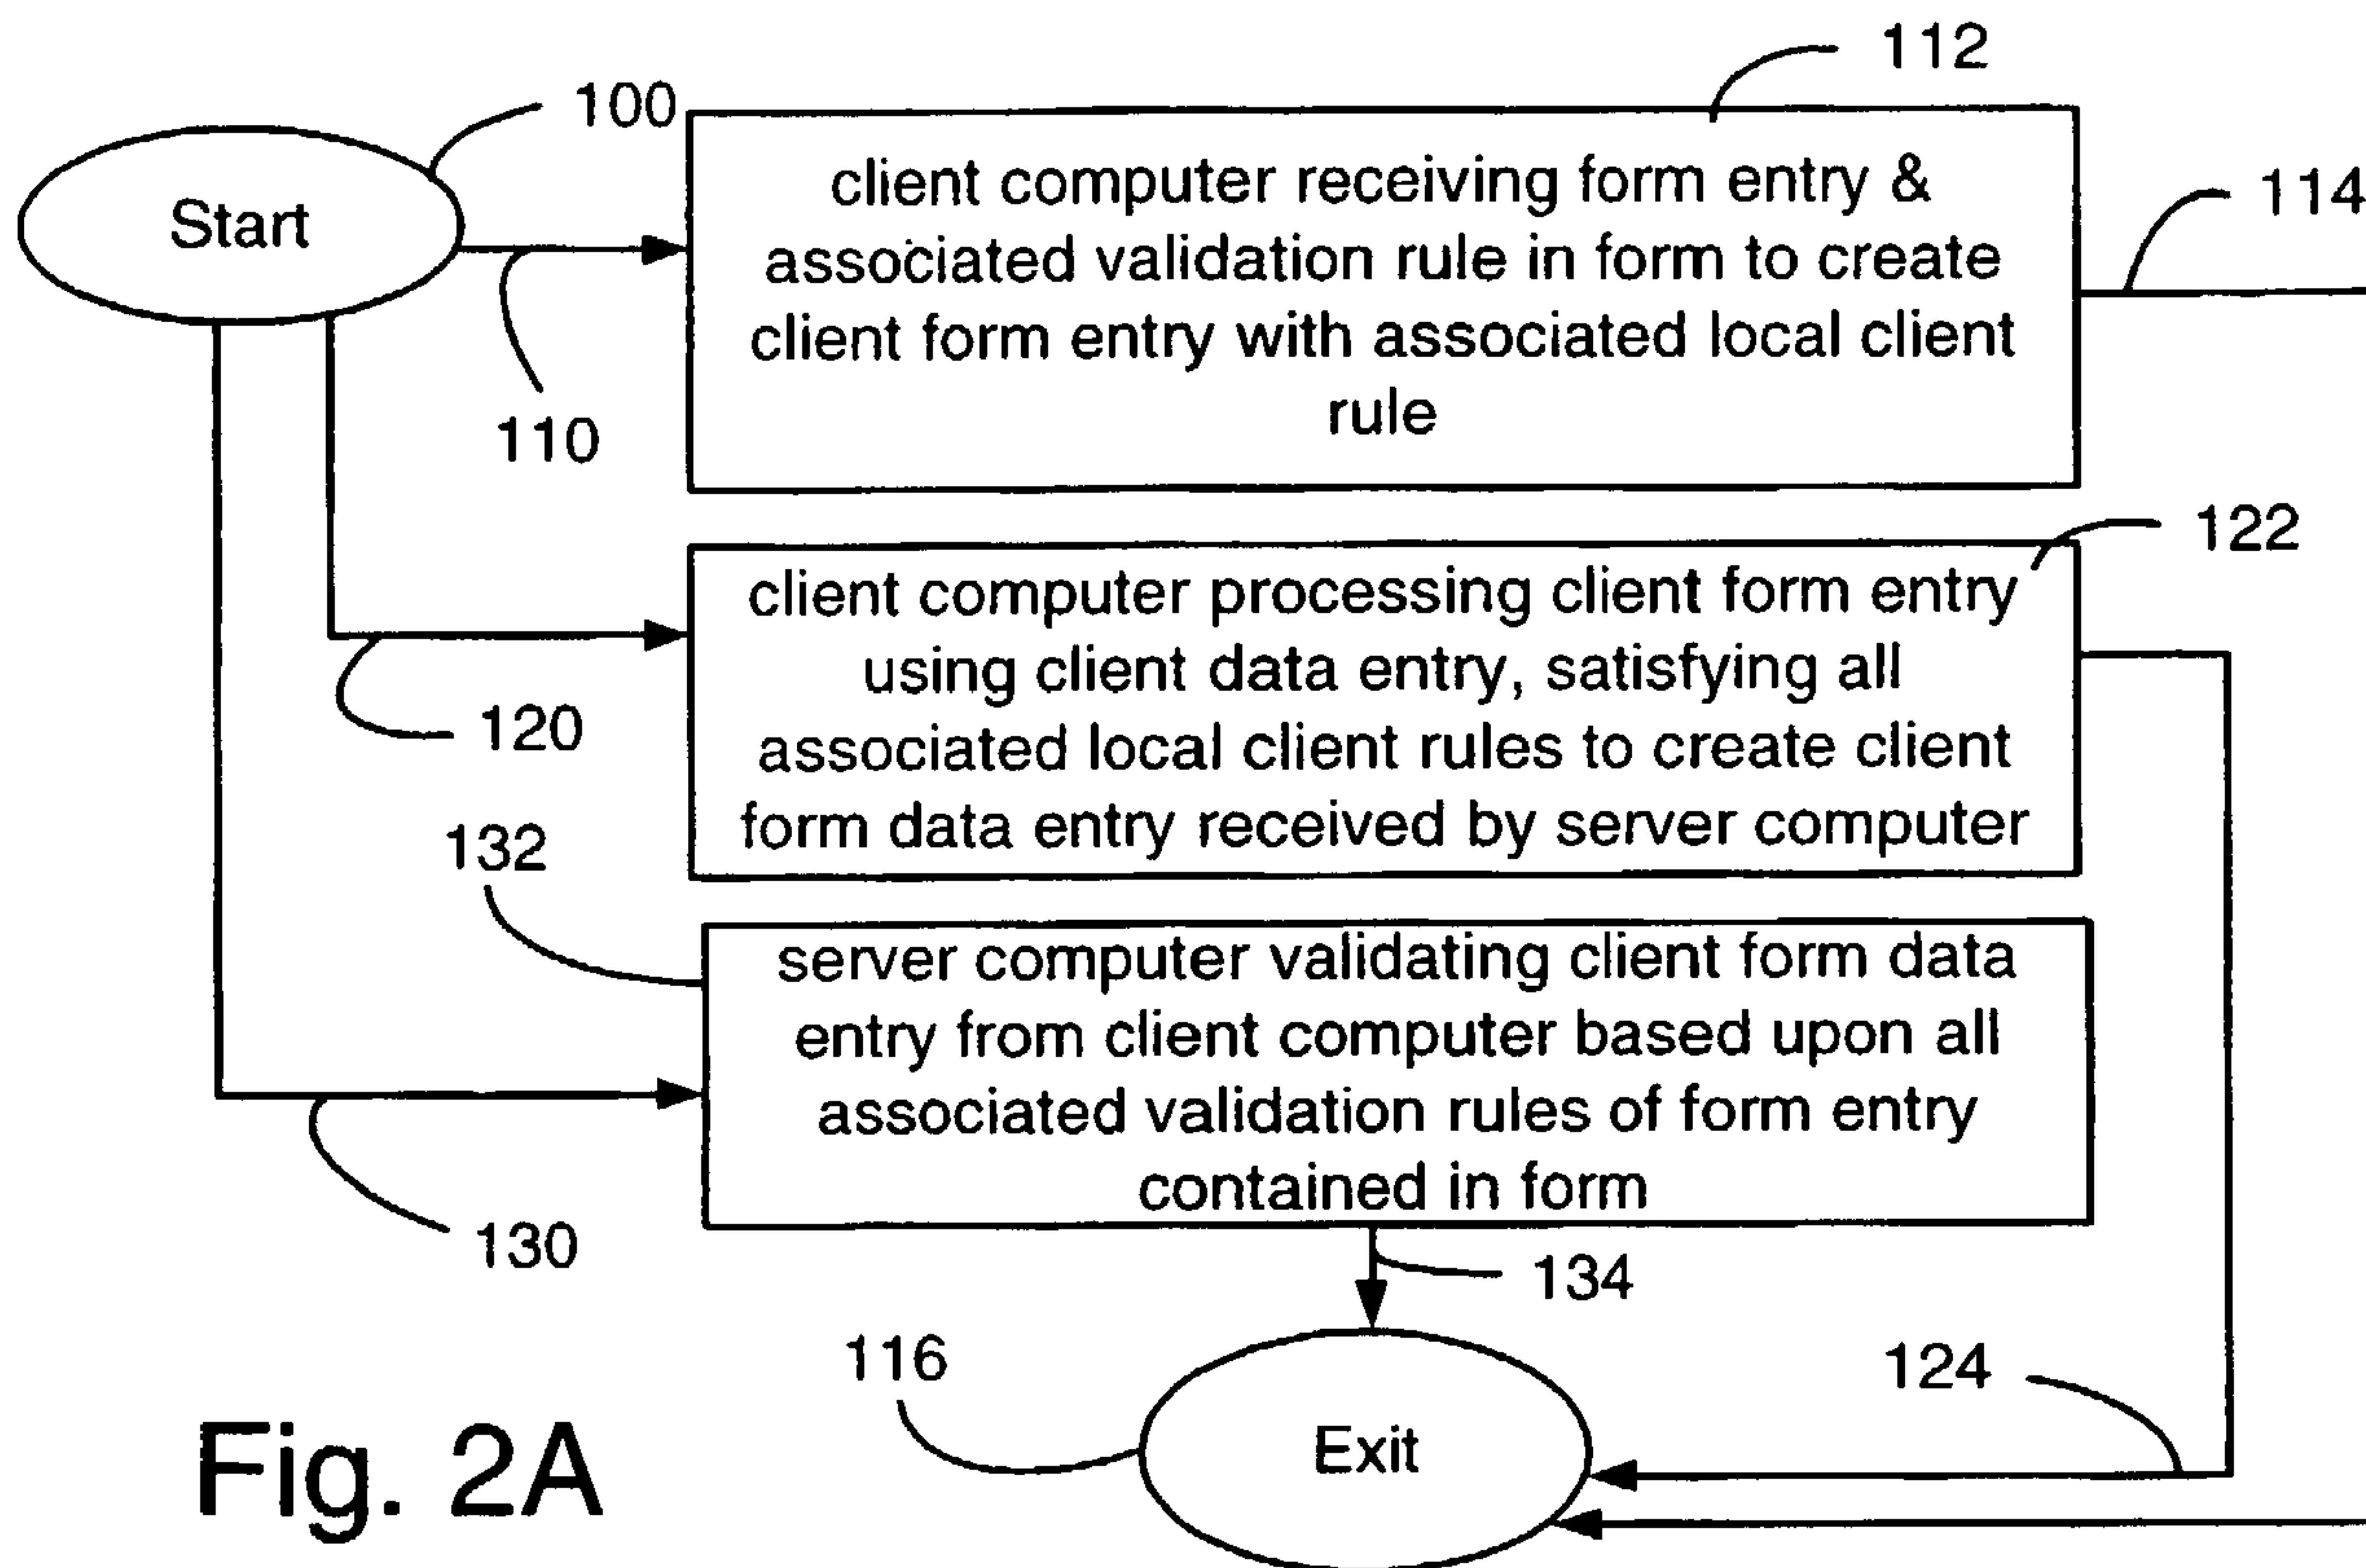 112
100
client computer receiving form entry &
associated validation rule in form to create
client form entry with associated local client
rule
114
Start
110
122
client computer processing client form entry
using client data entry, satisfying all
associated local client rules to create client
form data entry received by server computer
120
132
server computer validating client form data
entry from client computer based upon all
associated validation rules of form entry
contained in form
130
134
116
124
Exit
Fig. 2A